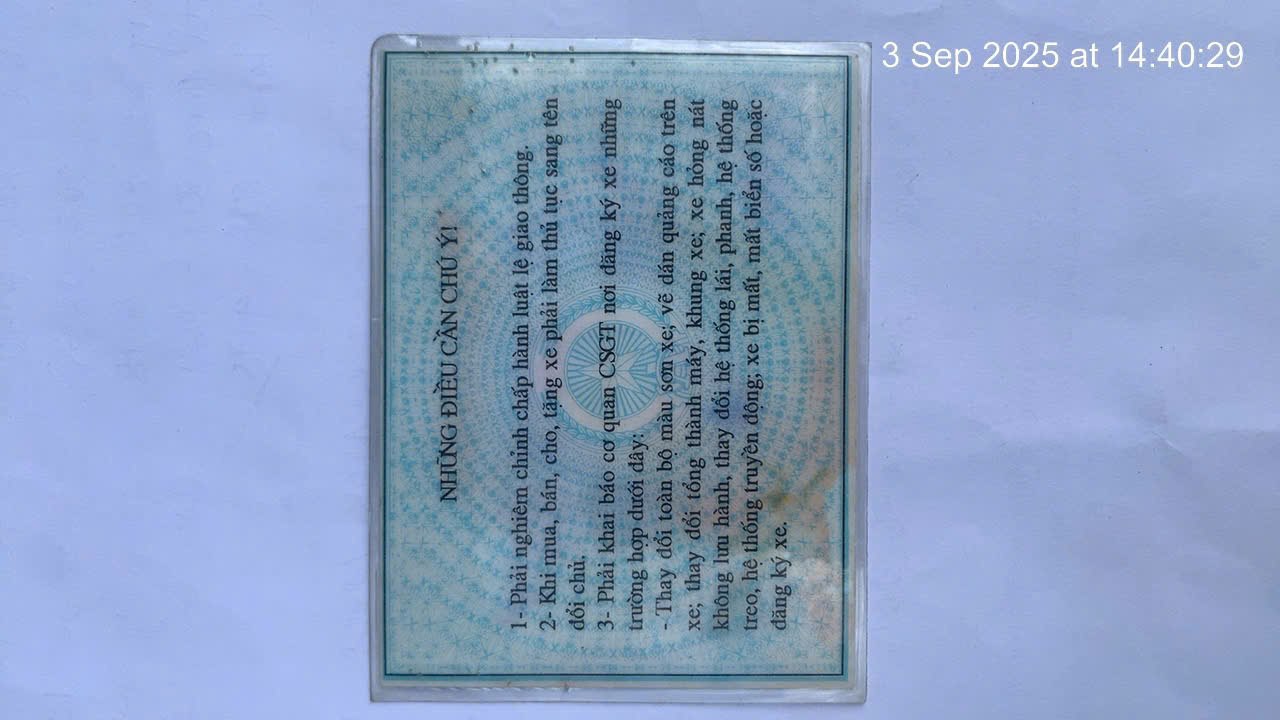 3 Sep 2025 at 14:40:29
NHỮNG ĐIỀU CẦN CHÚ Ý!
1- Phải nghiêm chỉnh chấp hành luật lệ giao thông.
2- Khi mua, bán, cho, tặng xe phải làm thủ tục sang tên
đổi chủ,
3- Phải khai báo cơ quan CSGT nơi đăng ký xe những
trường hợp dưới đây:
- Thay đổi toàn bộ màu sơn xe; vẽ dán quảng cáo trên
xe; thay đổi tổng thành máy, khung xe; xe hỏng nát
không lưu hành, thay đổi hệ thống lái, phanh, hệ thống
treo, hệ thống truyền động; xe bị mất, mất biển số hoặc
đăng ký xe.